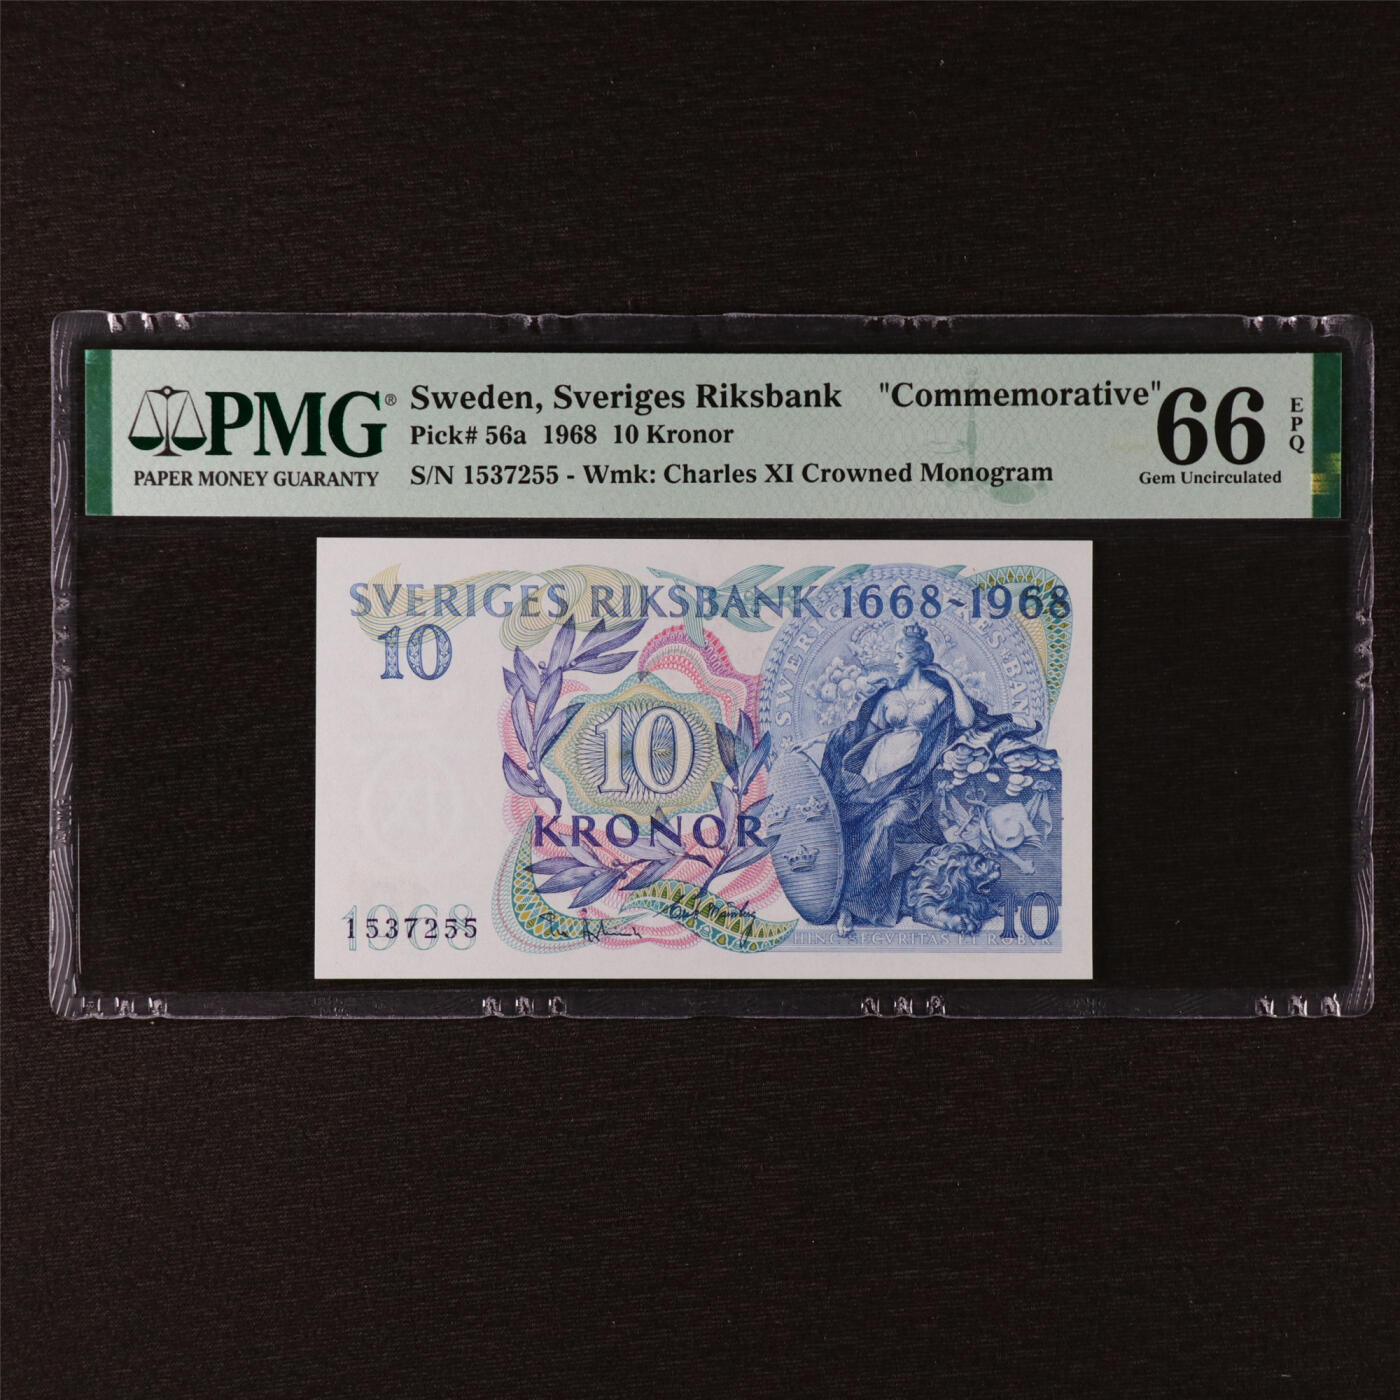 PMG®
PAPER MONEY GUARANTY
Sweden, Sveriges Riksbank "Commemorative"
Pick# 56a 1968 10 Kronor
S/N 1537255 - Wmk: Charles XI Crowned Monogram
66
EPQ
Gem Uncirculated
SVERIGES RIKSBANK 1668~1968
10
10
KRONOR
1968
1537255
10
HINC SECVRITAS ET ROBVR